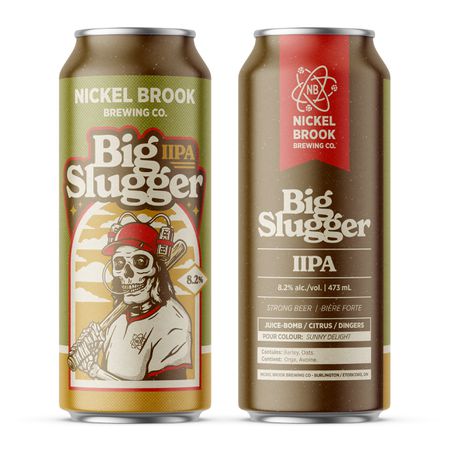 NICKEL BROOK
BREWING CO.
Big IIPA
Slugger
8.2%
NB
NICKEL
BROOK
BREWING CO.
Big
Slugger
IIPA
8.2% alc./vol. | 473 mL
STRONG BEER | BIÈRE FORTE
JUICE-BOMB / CITRUS / DINGERS
POUR COLOUR: SUNNY DELIGHT
Contains: Barley, Oats.
Contient: Orge, Avoine.
NICKEL BROOK BREWING CO - BURLINGTON / ETOBICOKE, ON